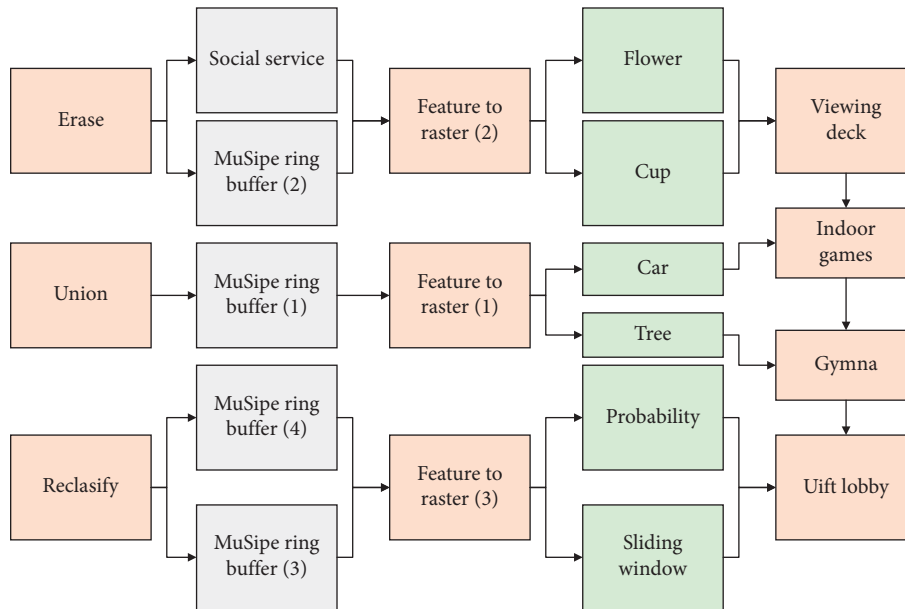 Erase
Social service
MuSipe ring
buffer (2)
Feature to
raster (2)
Flower
Cup
Viewing
deck
Union
MuSipe ring
buffer (1)
Feature to
raster (1)
Car
Tree
Indoor
games
Gymna
Reclasify
MuSipe ring
buffer (4)
MuSipe ring
buffer (3)
Feature to
raster (3)
Probability
Sliding
window
Uift lobby